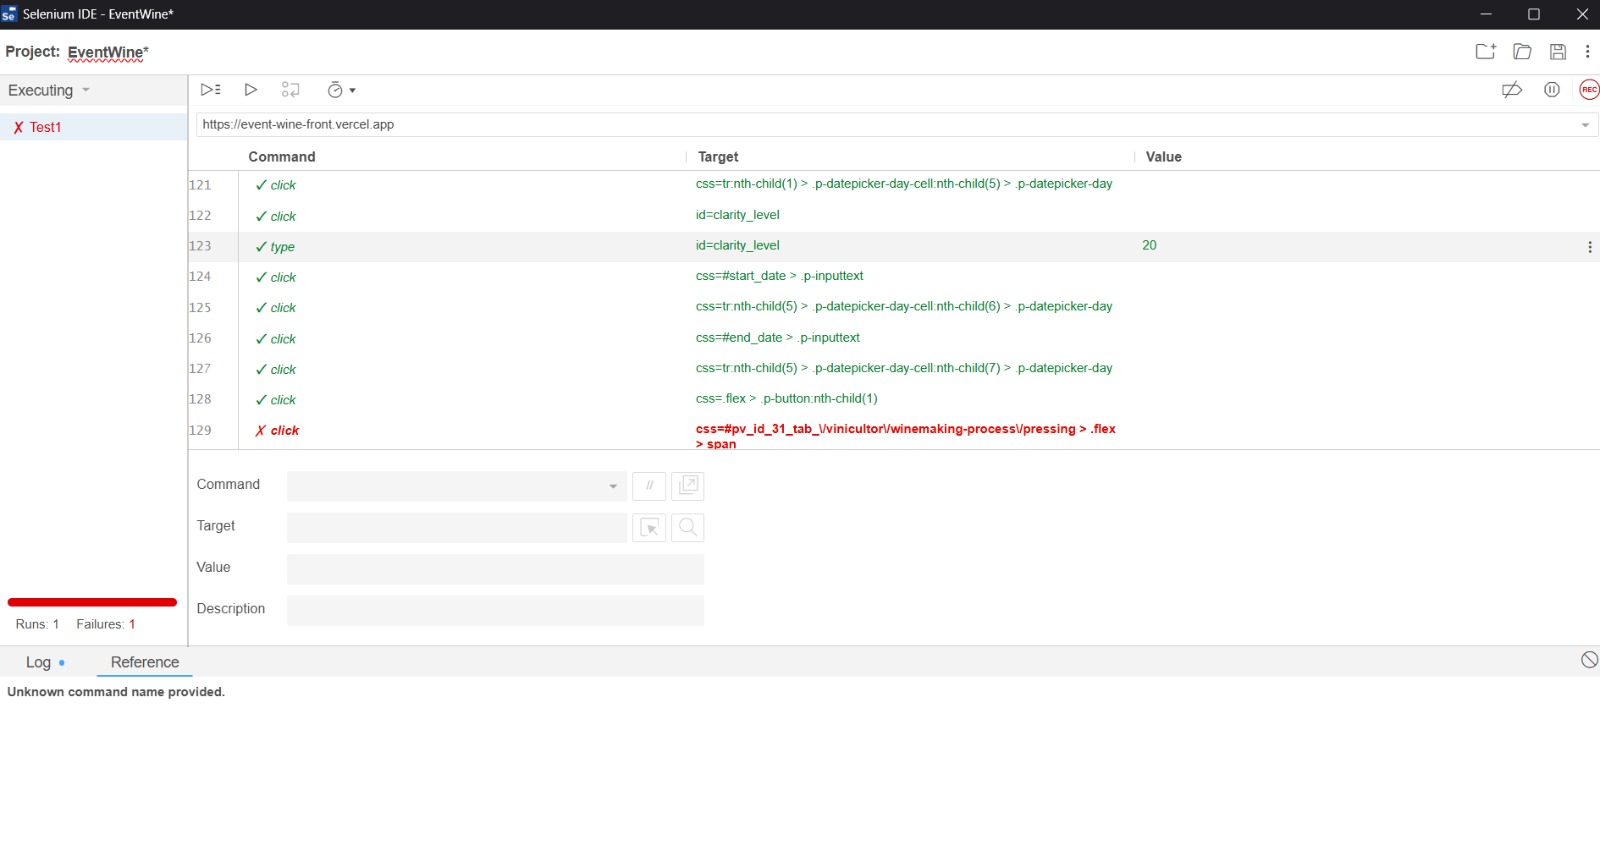 Selenium IDE - EventWine*
Project: EventWine*
Executing
REC
Test1
https://event-wine-front.vercel.app
Command Target Value
121 ✓ click css=tr:nth-child(1) > .p-datepicker-day-cell:nth-child(5) > .p-datepicker-day
122 ✓ click id=clarity_level
123 ✓ type id=clarity_level 20
124 ✓ click css=#start_date > .p-inputtext
125 ✓ click css=tr:nth-child(5) > .p-datepicker-day-cell:nth-child(6) > .p-datepicker-day
126 ✓ click css=#end_date > .p-inputtext
127 ✓ click css=tr:nth-child(5) > .p-datepicker-day-cell:nth-child(7) > .p-datepicker-day
128 ✓ click css=.flex > .p-button:nth-child(1)
129 ✗ click css=#pv_id_31_tab_\/vinicultor\/winemaking-process\/pressing > .flex
> span
Command //
Target
Value
Description
Runs: 1 Failures: 1
Log Reference
Unknown command name provided.